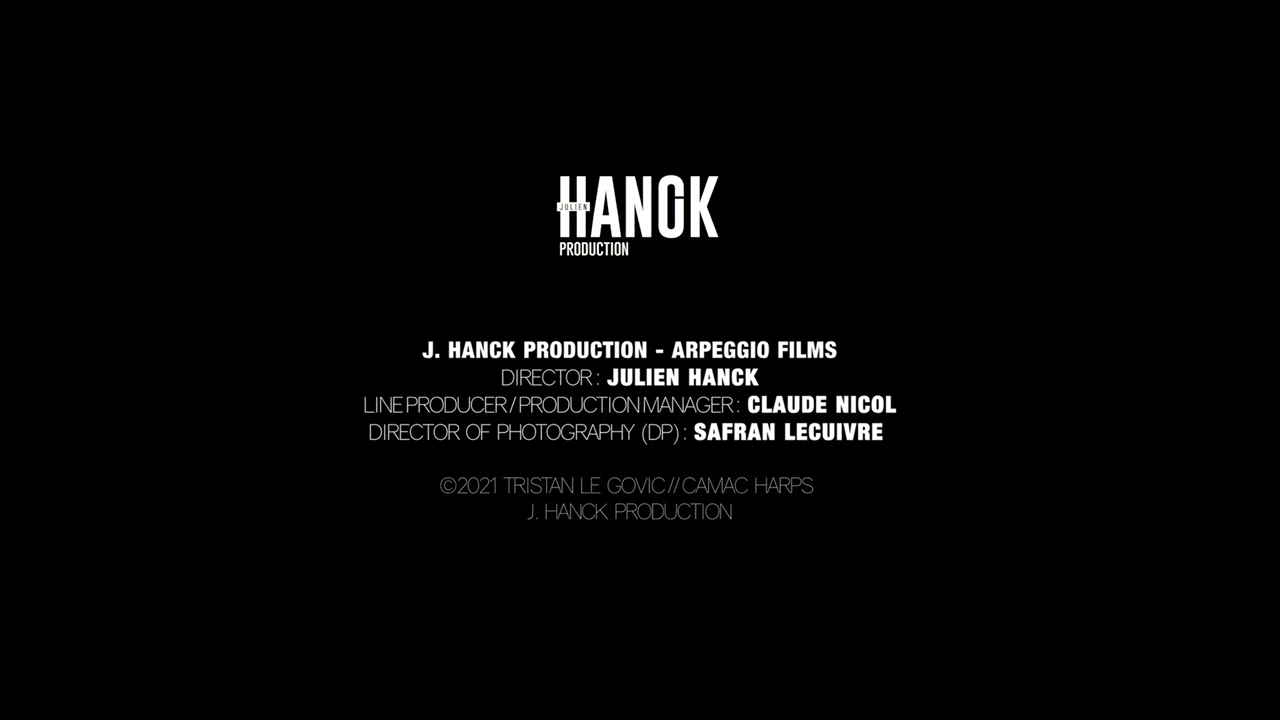 HANCK
JULIEN
PRODUCTION
J. HANCK PRODUCTION - ARPEGGIO FILMS
DIRECTOR : JULIEN HANCK
LINE PRODUCER / PRODUCTION MANAGER : CLAUDE NICOL
DIRECTOR OF PHOTOGRAPHY (DP) : SAFRAN LECUIVRE
©2021 TRISTAN LE GOVIC // CAMAC HARPS
J. HANCK PRODUCTION